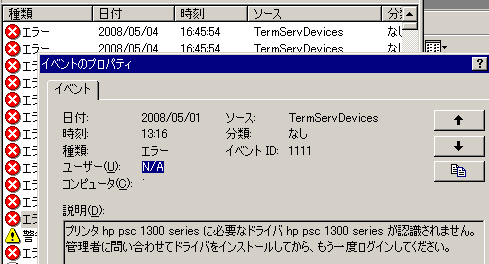 種類 日付 時刻 ソース 分
エラー 2008/05/04 16:45:54 TermServDevices なし
エラー 2008/05/04 16:45:54 TermServDevices なし
イベントのプロパティ ?
イベント
日付: 2008/05/01 ソース: TermServDevices
時刻: 13:16 分類: なし
種類: エラー イベント ID: 1111
ユーザー(U): N/A
コンピュータ(C):
説明(D):
プリンタ hp psc 1300 series に必要なドライバ hp psc 1300 series が認識されません。
管理者に問い合わせてドライバをインストールしてから、もう一度ログインしてください。